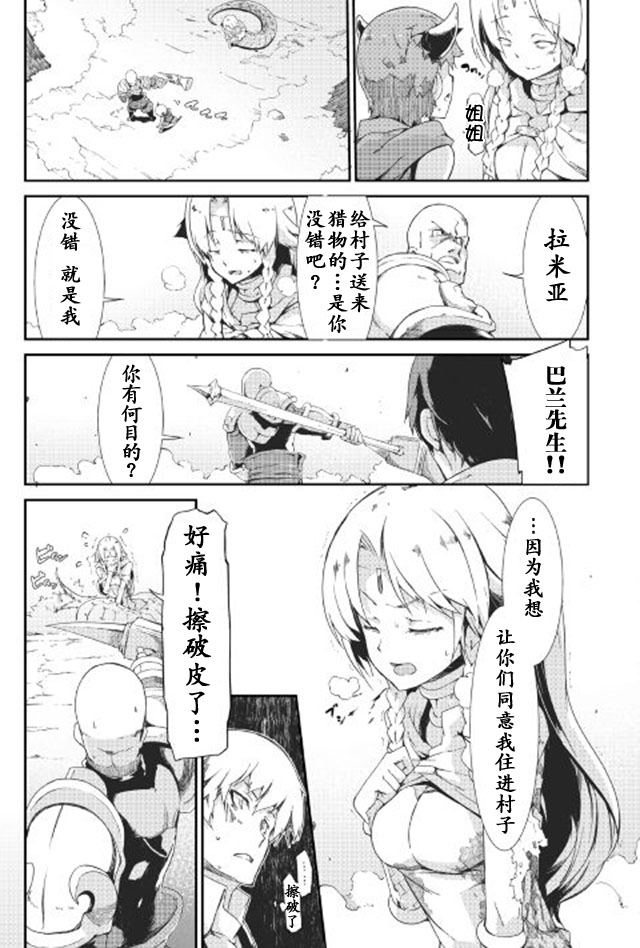 姐姐
拉米亚
给村子送来
猎物的…是你
没错吧？
没错 就是我
巴兰先生!!
你有何
目的？
…因为我想
让你们同意我住进村子
好痛！擦破
皮了…
…擦破了…